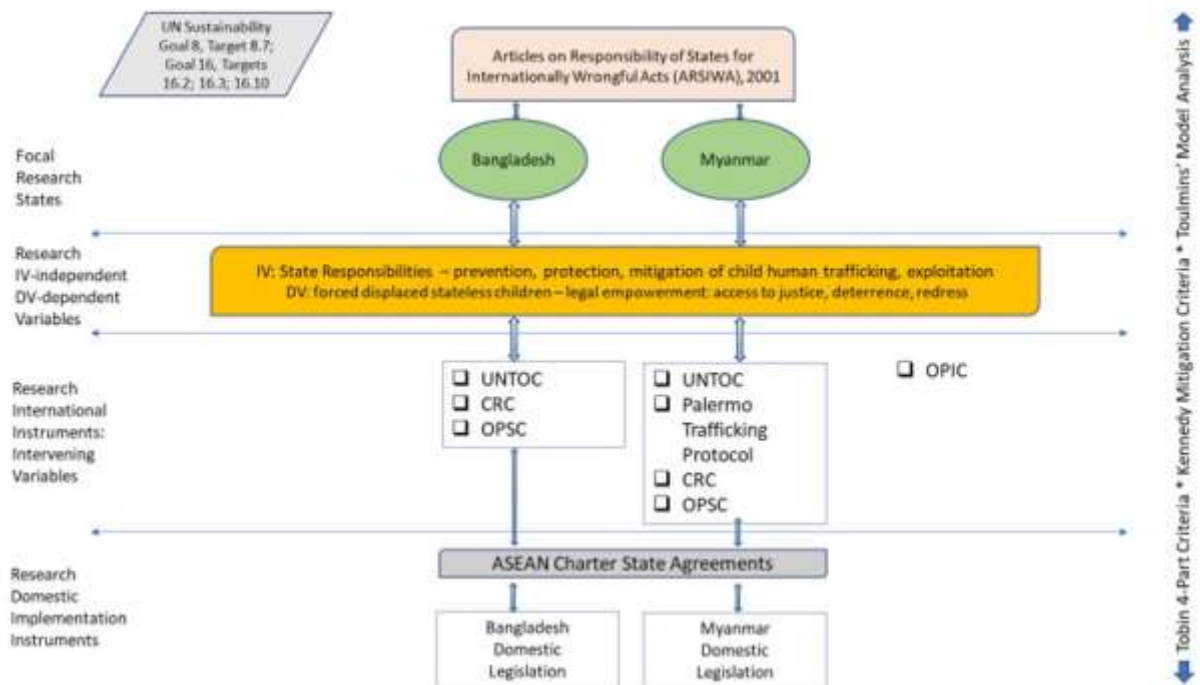 UN Sustainability
Goal 8, Target 8.7;
Goal 16, Targets
16.2; 16.3; 16.10
Articles on Responsibility of States for
Internationally Wrongful Acts (ARSIWA), 2001
Focal
Research
States
Bangladesh
Myanmar
Research
IV-independent
DV-dependent
Variables
IV: State Responsibilities – prevention, protection, mitigation of child human trafficking, exploitation
DV: forced displaced stateless children – legal empowerment: access to justice, deterrence, redress
Research
International
Instruments:
Intervening
Variables
UNTOC
CRC
OPSC
UNTOC
Palermo
Trafficking
Protocol
CRC
OPSC
OPIC
ASEAN Charter State Agreements
Research
Domestic
Implementation
Instruments
Bangladesh
Domestic
Legislation
Myanmar
Domestic
Legislation
Tobin 4-Part Criteria * Kennedy Mitigation Criteria * Toulmins' Model Analysis